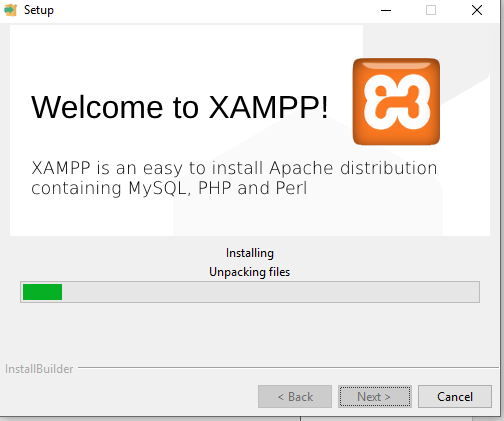 Setup
Welcome to XAMPP!
XAMPP is an easy to install Apache distribution
containing MySQL, PHP and Perl
Installing
Unpacking files
InstallBuilder
< Back
Next >
Cancel